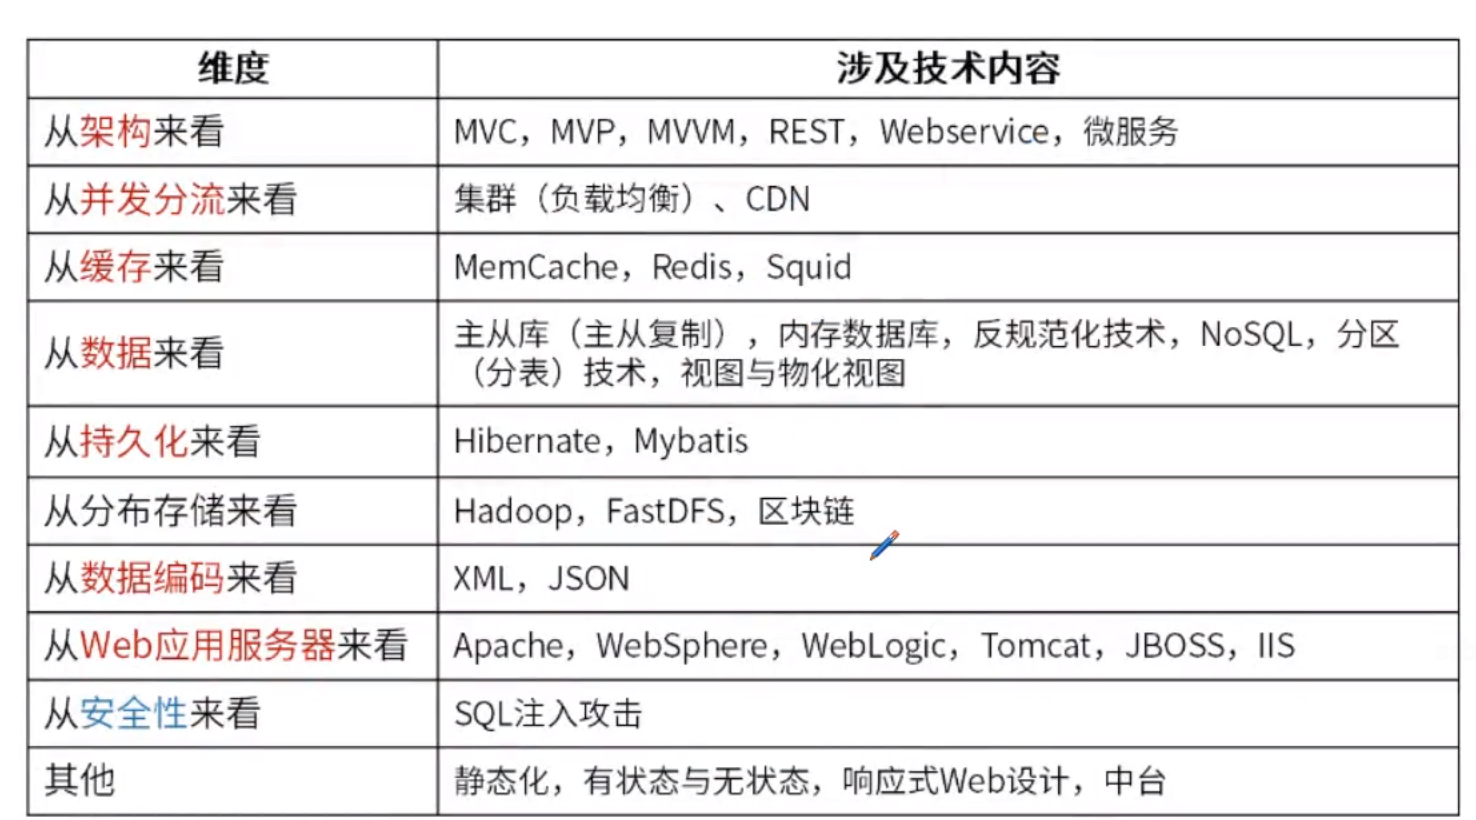 维度
涉及技术内容
从架构来看
MVC，MVP，MVVM，REST，Webservice，微服务
从并发分流来看
集群（负载均衡）、CDN
从缓存来看
MemCache，Redis，Squid
从数据来看
主从库（主从复制），内存数据库，反规范化技术，NoSQL，分区
（分表）技术，视图与物化视图
从持久化来看
Hibernate，Mybatis
从分布存储来看
Hadoop，FastDFS，区块链
从数据编码来看
XML，JSON
从Web应用服务器来看
Apache，WebSphere，WebLogic，Tomcat，JBOSS，IIS
从安全性来看
SQL注入攻击
其他
静态化，有状态与无状态，响应式Web设计，中台